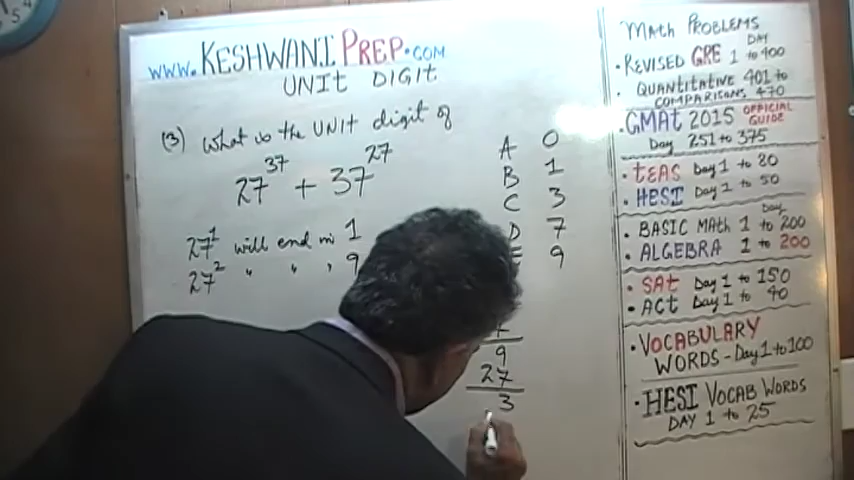 www.KESHWANIPREP.COM
UNIT DIGIT
(3) What is the UNIT digit of
27^37 + 37^27
27^1 will end in 1
27^2 " " , 9
A 0
B 1
C 3
D 7
E 9
9
27
3
MATH PROBLEMS
DAY
• REVISED GRE 1 to 400
• QUANTITATIVE 401 to
COMPARISONS 470
• GMAT 2015 OFFICIAL GUIDE
Day 251 to 375
• TEAS Day 1 to 80
• HESI Day 1 to 50
Day
• BASIC MATH 1 to 200
• ALGEBRA 1 to 200
• SAT Day 1 to 150
• ACT Day 1 to 40
• VOCABULARY
WORDS - Day 1 to 100
• HESI VOCAB WORDS
DAY 1 to 25